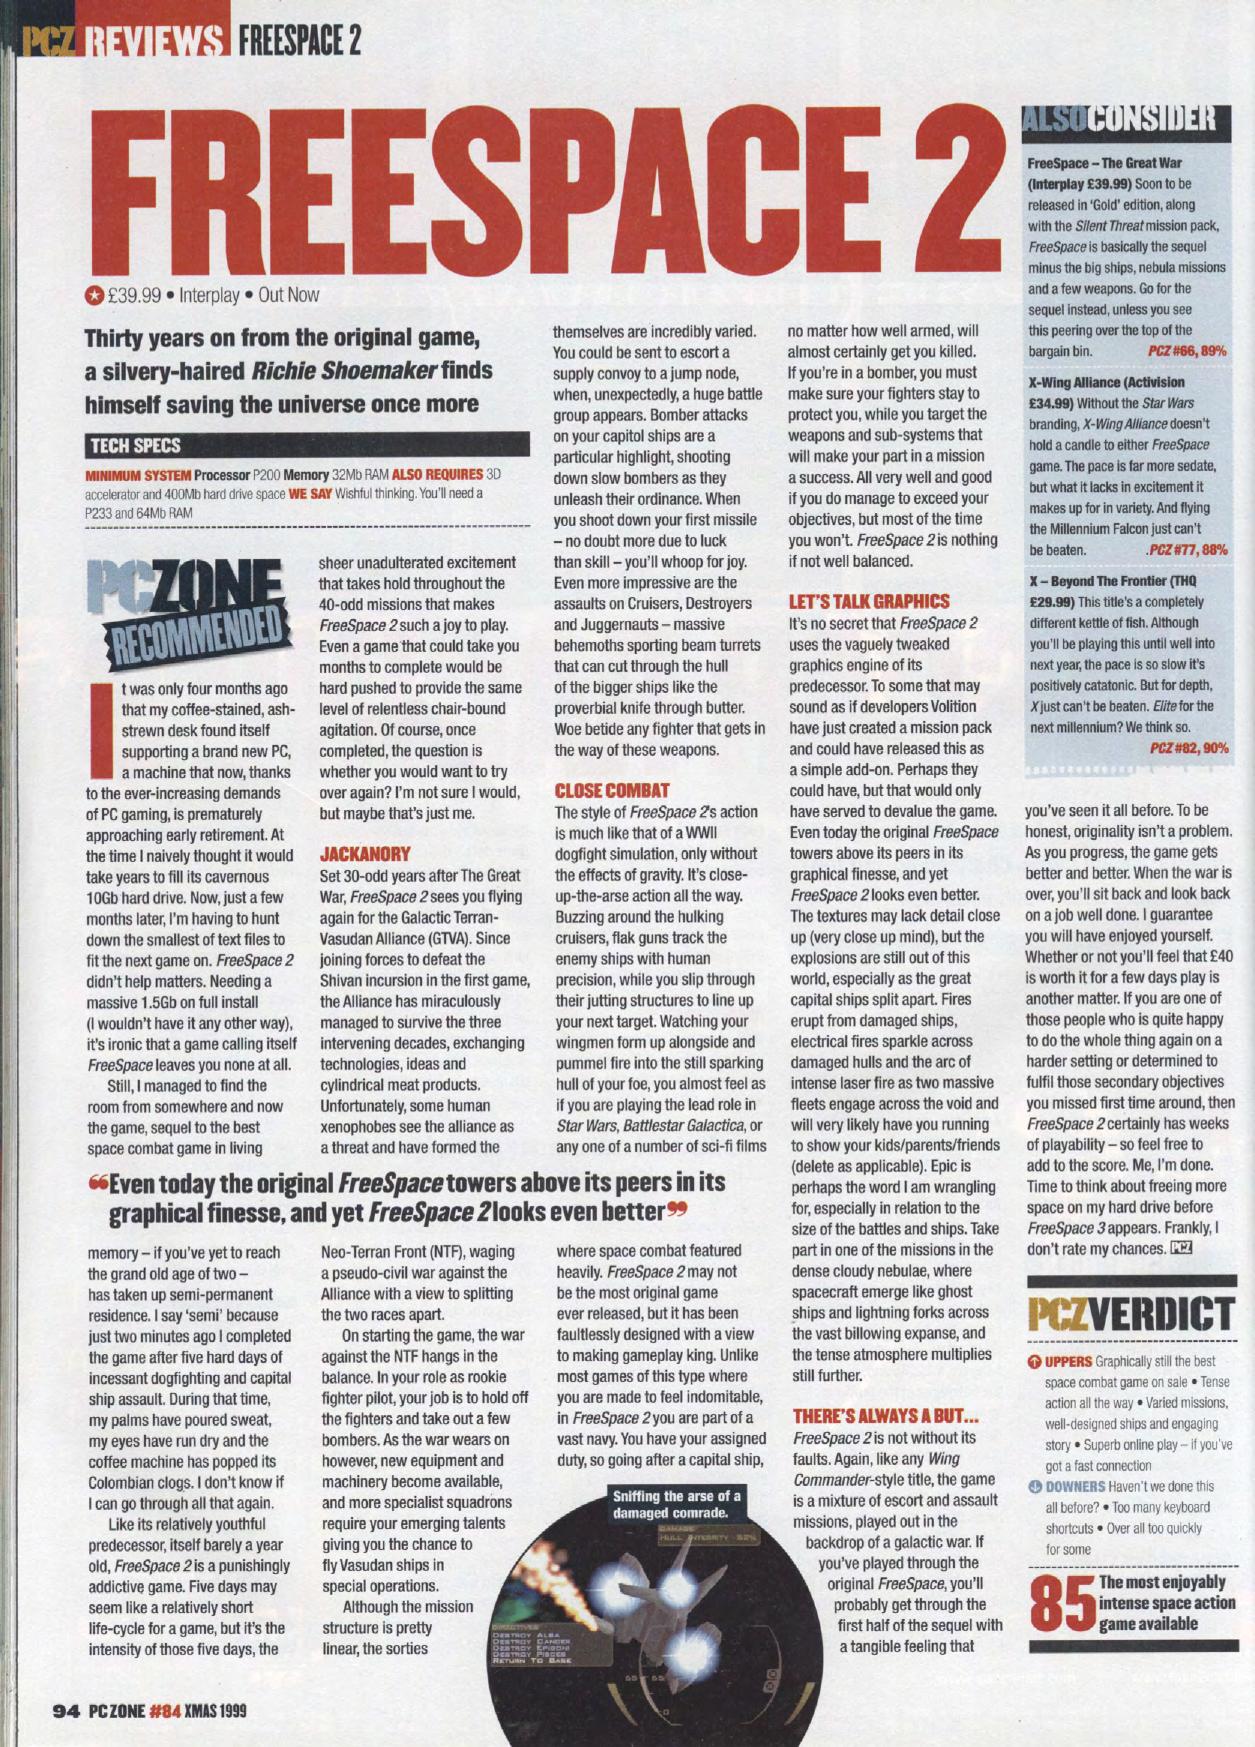 PCZ REVIEWS FREESPACE 2
FREESPACE 2
£39.99 • Interplay • Out Now
Thirty years on from the original game,
a silvery-haired Richie Shoemaker finds
himself saving the universe once more
TECH SPECS
MINIMUM SYSTEM Processor P200 Memory 32Mb RAM ALSO REQUIRES 3D
accelerator and 400Mb hard drive space WE SAY Wishful thinking. You'll need a
P233 and 64Mb RAM
PCZONE
RECOMMENDED
It was only four months ago
that my coffee-stained, ash-
strewn desk found itself
supporting a brand new PC,
a machine that now, thanks
to the ever-increasing demands
of PC gaming, is prematurely
approaching early retirement. At
the time I naively thought it would
take years to fill its cavernous
10Gb hard drive. Now, just a few
months later, I'm having to hunt
down the smallest of text files to
fit the next game on. FreeSpace 2
didn't help matters. Needing a
massive 1.5Gb on full install
(I wouldn't have it any other way),
it's ironic that a game calling itself
FreeSpace leaves you none at all.
Still, I managed to find the
room from somewhere and now
the game, sequel to the best
space combat game in living
memory – if you've yet to reach
the grand old age of two –
has taken up semi-permanent
residence. I say 'semi' because
just two minutes ago I completed
the game after five hard days of
incessant dogfighting and capital
ship assault. During that time,
my palms have poured sweat,
my eyes have run dry and the
coffee machine has popped its
Colombian clogs. I don't know if
I can go through all that again.
Like its relatively youthful
predecessor, itself barely a year
old, FreeSpace 2 is a punishingly
addictive game. Five days may
seem like a relatively short
life-cycle for a game, but it's the
intensity of those five days, the
sheer unadulterated excitement
that takes hold throughout the
40-odd missions that makes
FreeSpace 2 such a joy to play.
Even a game that could take you
months to complete would be
hard pushed to provide the same
level of relentless chair-bound
agitation. Of course, once
completed, the question is
whether you would want to try
over again? I'm not sure I would,
but maybe that's just me.
JACKANORY
Set 30-odd years after The Great
War, FreeSpace 2 sees you flying
again for the Galactic Terran-
Vasudan Alliance (GTVA). Since
joining forces to defeat the
Shivan incursion in the first game,
the Alliance has miraculously
managed to survive the three
intervening decades, exchanging
technologies, ideas and
cylindrical meat products.
Unfortunately, some human
xenophobes see the alliance as
a threat and have formed the
Neo-Terran Front (NTF), waging
a pseudo-civil war against the
Alliance with a view to splitting
the two races apart.
On starting the game, the war
against the NTF hangs in the
balance. In your role as rookie
fighter pilot, your job is to hold off
the fighters and take out a few
bombers. As the war wears on
however, new equipment and
machinery become available,
and more specialist squadrons
require your emerging talents
giving you the chance to
fly Vasudan ships in
special operations.
Although the mission
structure is pretty
linear, the sorties
themselves are incredibly varied.
You could be sent to escort a
supply convoy to a jump node,
when, unexpectedly, a huge battle
group appears. Bomber attacks
on your capitol ships are a
particular highlight, shooting
down slow bombers as they
unleash their ordinance. When
you shoot down your first missile
– no doubt more due to luck
than skill – you'll whoop for joy.
Even more impressive are the
assaults on Cruisers, Destroyers
and Juggernauts – massive
behemoths sporting beam turrets
that can cut through the hull
of the bigger ships like the
proverbial knife through butter.
Woe betide any fighter that gets in
the way of these weapons.
CLOSE COMBAT
The style of FreeSpace 2's action
is much like that of a WWII
dogfight simulation, only without
the effects of gravity. It's close-
up-the-arse action all the way.
Buzzing around the hulking
cruisers, flak guns track the
enemy ships with human
precision, while you slip through
their jutting structures to line up
your next target. Watching your
wingmen form up alongside and
pummel fire into the still sparking
hull of your foe, you almost feel as
if you are playing the lead role in
Star Wars, Battlestar Galactica, or
any one of a number of sci-fi films
where space combat featured
heavily. FreeSpace 2 may not
be the most original game
ever released, but it has been
faultlessly designed with a view
to making gameplay king. Unlike
most games of this type where
you are made to feel indomitable,
in FreeSpace 2 you are part of a
vast navy. You have your assigned
duty, so going after a capital ship,
no matter how well armed, will
almost certainly get you killed.
If you're in a bomber, you must
make sure your fighters stay to
protect you, while you target the
weapons and sub-systems that
will make your part in a mission
a success. All very well and good
if you do manage to exceed your
objectives, but most of the time
you won't. FreeSpace 2 is nothing
if not well balanced.
LET'S TALK GRAPHICS
It's no secret that FreeSpace 2
uses the vaguely tweaked
graphics engine of its
predecessor. To some that may
sound as if developers Volition
have just created a mission pack
and could have released this as
a simple add-on. Perhaps they
could have, but that would only
have served to devalue the game.
Even today the original FreeSpace
towers above its peers in its
graphical finesse, and yet
FreeSpace 2 looks even better.
The textures may lack detail close
up (very close up mind), but the
explosions are still out of this
world, especially as the great
capital ships split apart. Fires
erupt from damaged ships,
electrical fires sparkle across
damaged hulls and the arc of
intense laser fire as two massive
fleets engage across the void and
will very likely have you running
to show your kids/parents/friends
(delete as applicable). Epic is
perhaps the word I am wrangling
for, especially in relation to the
size of the battles and ships. Take
part in one of the missions in the
dense cloudy nebulae, where
spacecraft emerge like ghost
ships and lightning forks across
the vast billowing expanse, and
the tense atmosphere multiplies
still further.
THERE'S ALWAYS A BUT...
FreeSpace 2 is not without its
faults. Again, like any Wing
Commander-style title, the game
is a mixture of escort and assault
missions, played out in the
backdrop of a galactic war. If
you've played through the
original FreeSpace, you'll
probably get through the
first half of the sequel with
a tangible feeling that
you've seen it all before. To be
honest, originality isn't a problem.
As you progress, the game gets
better and better. When the war is
over, you'll sit back and look back
on a job well done. I guarantee
you will have enjoyed yourself.
Whether or not you'll feel that £40
is worth it for a few days play is
another matter. If you are one of
those people who is quite happy
to do the whole thing again on a
harder setting or determined to
fulfil those secondary objectives
you missed first time around, then
FreeSpace 2 certainly has weeks
of playability – so feel free to
add to the score. Me, I'm done.
Time to think about freeing more
space on my hard drive before
FreeSpace 3 appears. Frankly, I
don't rate my chances. PCZ
“Even today the original FreeSpace towers above its peers in its
graphical finesse, and yet FreeSpace 2 looks even better”
ALSO CONSIDER
FreeSpace – The Great War
(Interplay £39.99) Soon to be
released in 'Gold' edition, along
with the Silent Threat mission pack,
FreeSpace is basically the sequel
minus the big ships, nebula missions
and a few weapons. Go for the
sequel instead, unless you see
this peering over the top of the
bargain bin. PCZ #66, 89%
X-Wing Alliance (Activision
£34.99) Without the Star Wars
branding, X-Wing Alliance doesn't
hold a candle to either FreeSpace
game. The pace is far more sedate,
but what it lacks in excitement it
makes up for in variety. And flying
the Millennium Falcon just can't
be beaten. .PCZ #77, 88%
X – Beyond The Frontier (THQ
£29.99) This title's a completely
different kettle of fish. Although
you'll be playing this until well into
next year, the pace is so slow it's
positively catatonic. But for depth,
X just can't be beaten. Elite for the
next millennium? We think so.
PCZ #82, 90%
PCZ VERDICT
UPPERS Graphically still the best
space combat game on sale • Tense
action all the way • Varied missions,
well-designed ships and engaging
story • Superb online play – if you've
got a fast connection
DOWNERS Haven't we done this
all before? • Too many keyboard
shortcuts • Over all too quickly
for some
85 The most enjoyably
intense space action
game available
Sniffing the arse of a
damaged comrade.
DAMAGE
HULL INTEGRITY 52%
DIRECTIVES
DESTROY ALBA
DESTROY CANCER
DESTROY EPSOM
DESTROY PISCES
RETURN TO BASE
94 PC ZONE #84 XMAS 1999